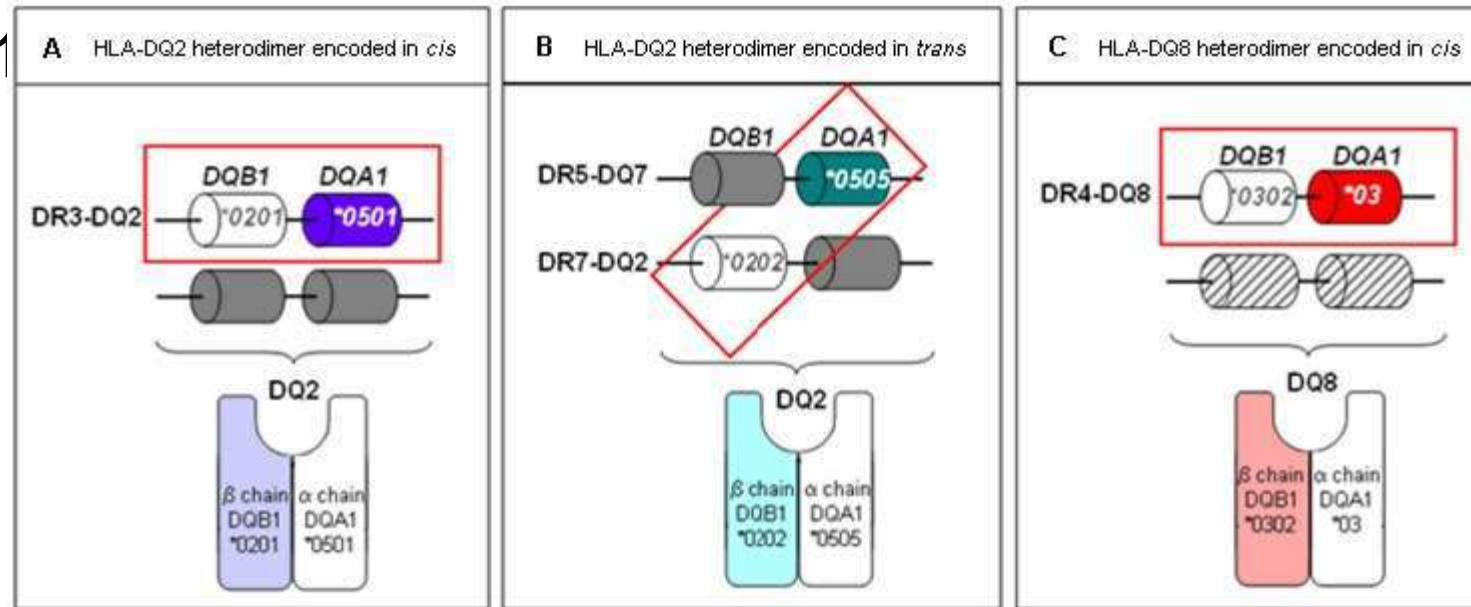 1
A HLA-DQ2 heterodimer encoded in cis
DQB1 DQA1
DR3-DQ2 *0201 *0501
DQ2
β chain α chain
DQB1 DQA1
*0201 *0501
B HLA-DQ2 heterodimer encoded in trans
DQB1 DQA1
DR5-DQ7 *0505
DR7-DQ2 *0202
DQ2
β chain α chain
DQB1 DQA1
*0202 *0505
C HLA-DQ8 heterodimer encoded in cis
DQB1 DQA1
DR4-DQ8 *0302 *03
DQ8
β chain α chain
DQB1 DQA1
*0302 *03